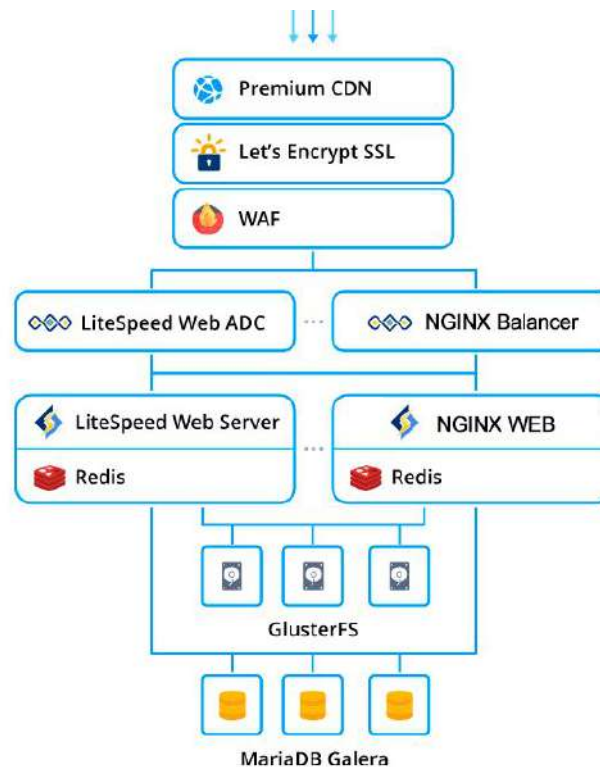 Premium CDN
Let's Encrypt SSL
WAF
LiteSpeed Web ADC
...
NGINX Balancer
LiteSpeed Web Server
...
NGINX WEB
Redis
Redis
GlusterFS
MariaDB Galera